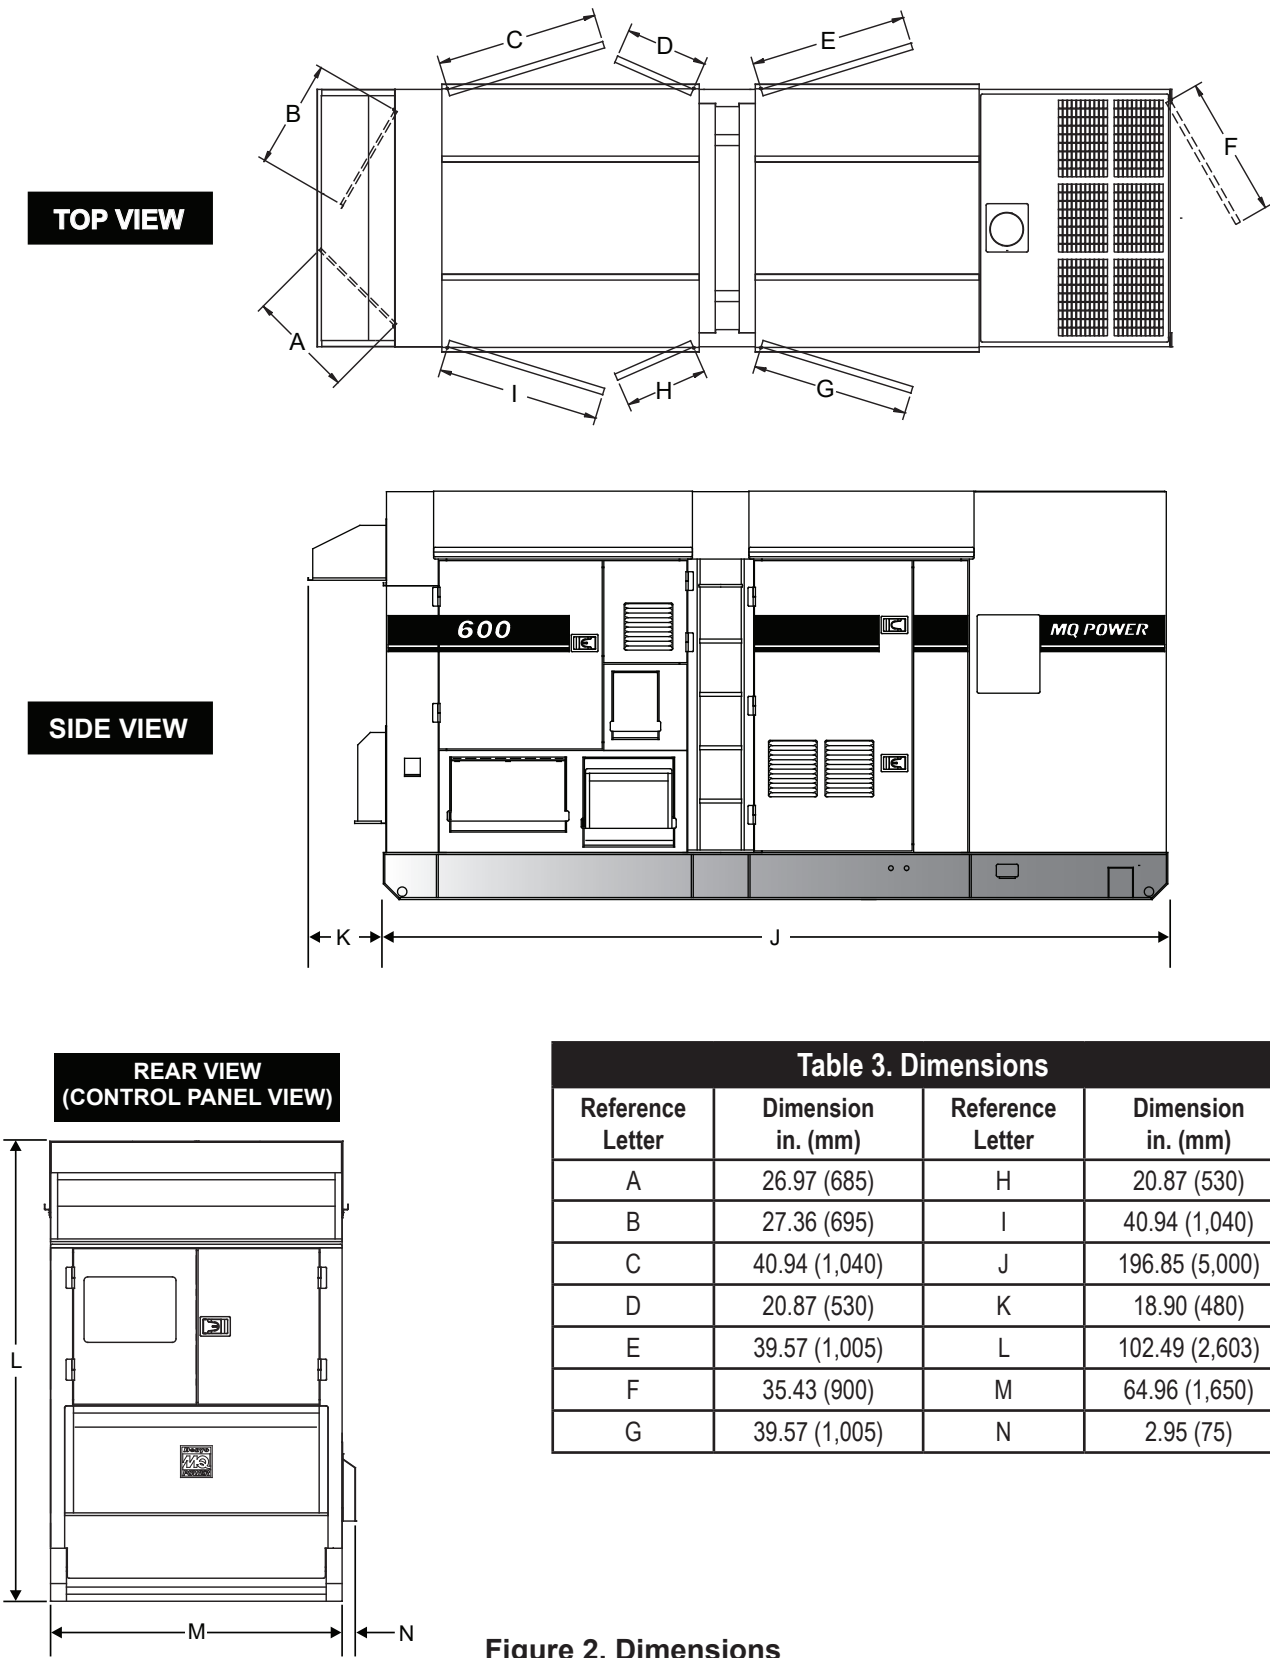 C
D
E
B
F
TOP VIEW
A
I
H
G
600
MQ POWER
SIDE VIEW
K
J
REAR VIEW
(CONTROL PANEL VIEW)
L
MQ
POWER
M
N
Table 3. Dimensions
Reference Letter Dimension in. (mm) Reference Letter Dimension in. (mm)
A 26.97 (685) H 20.87 (530)
B 27.36 (695) I 40.94 (1,040)
C 40.94 (1,040) J 196.85 (5,000)
D 20.87 (530) K 18.90 (480)
E 39.57 (1,005) L 102.49 (2,603)
F 35.43 (900) M 64.96 (1,650)
G 39.57 (1,005) N 2.95 (75)
Figure 2. Dimensions